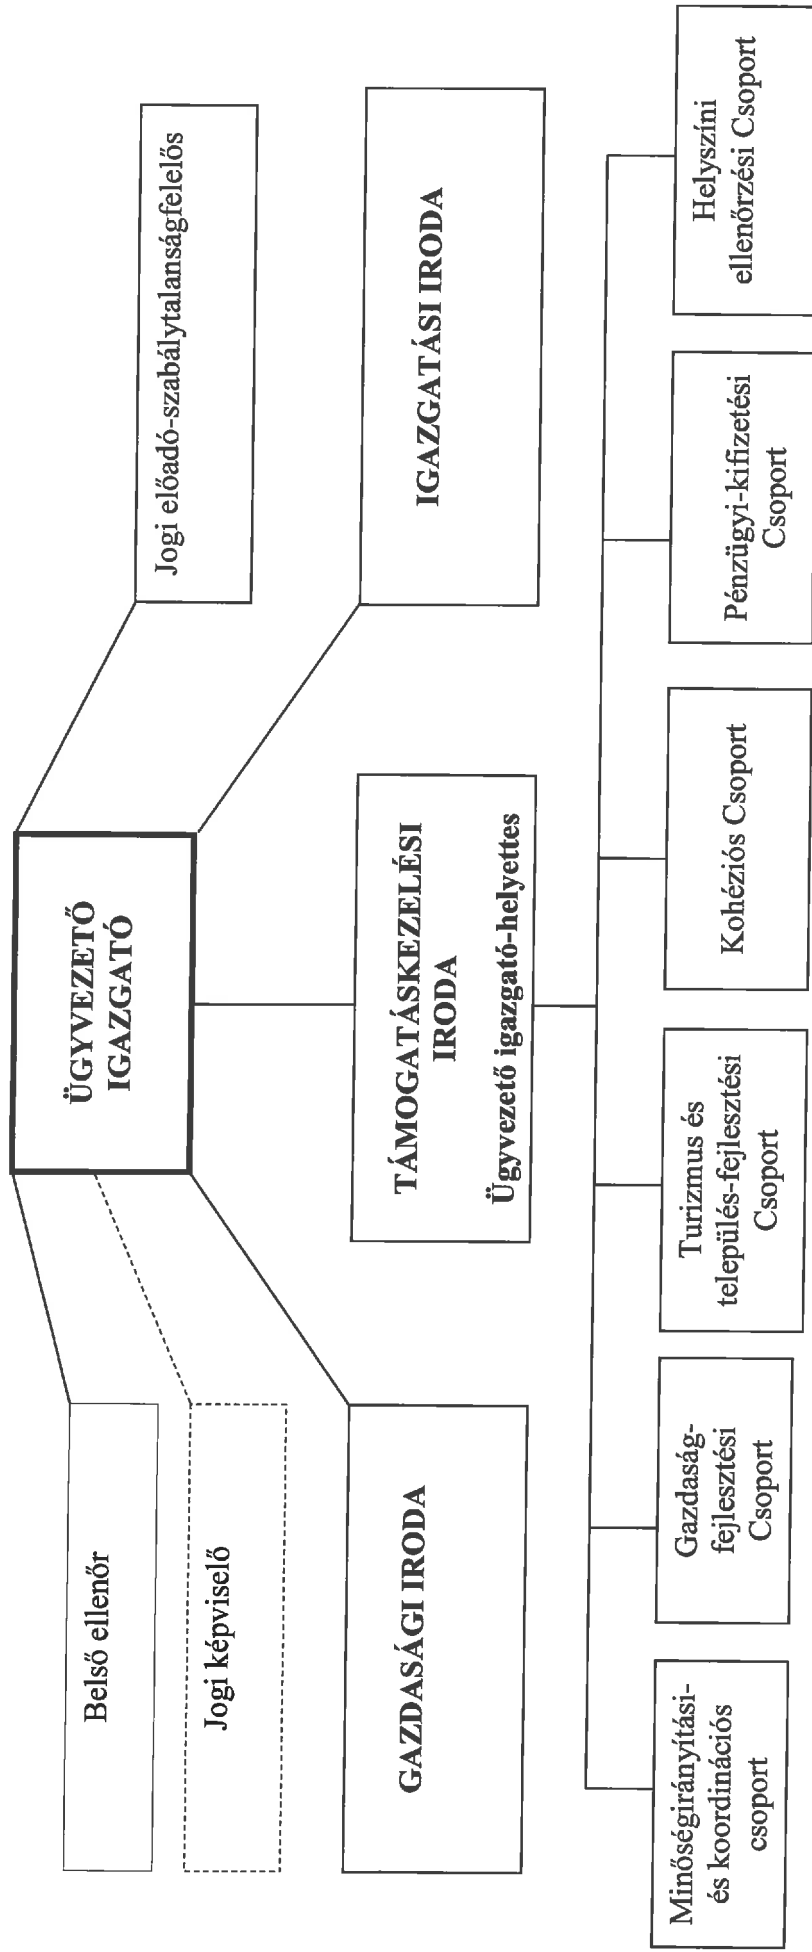 ÜGYVEZETŐ
IGAZGATÓ
Belső ellenőr
Jogi képviselő
Jogi előadó-szabálytalanságfelelős
GAZDASÁGI IRODA
TÁMOGATÁSKEZELÉSI
IRODA
Ügyvezető igazgató-helyettes
IGAZGATÁSI IRODA
Minőségirányítási-
és koordinációs
csoport
Gazdaság-
fejlesztési
Csoport
Turizmus és
település-fejlesztési
Csoport
Kohéziós Csoport
Pénzügyi-kifizetési
Csoport
Helyszíni
ellenőrzési Csoport